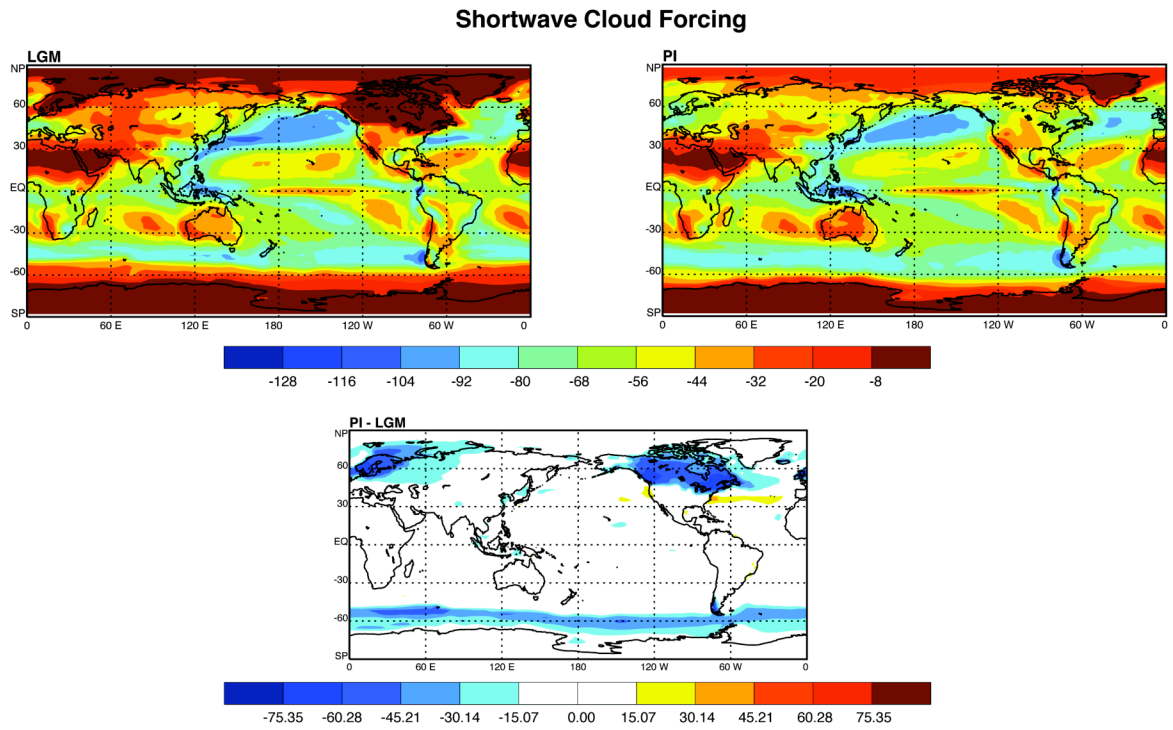 Shortwave Cloud Forcing
LGM
NP
60
30
EQ
-30
-60
SP
0 60 E 120 E 180 120 W 60 W 0
PI
NP
60
30
EQ
-30
-60
SP
0 60 E 120 E 180 120 W 60 W 0
-128 -116 -104 -92 -80 -68 -56 -44 -32 -20 -8
PI - LGM
NP
60
30
EQ
-30
-60
SP
0 60 E 120 E 180 120 W 60 W 0
-75.35 -60.28 -45.21 -30.14 -15.07 0.00 15.07 30.14 45.21 60.28 75.35